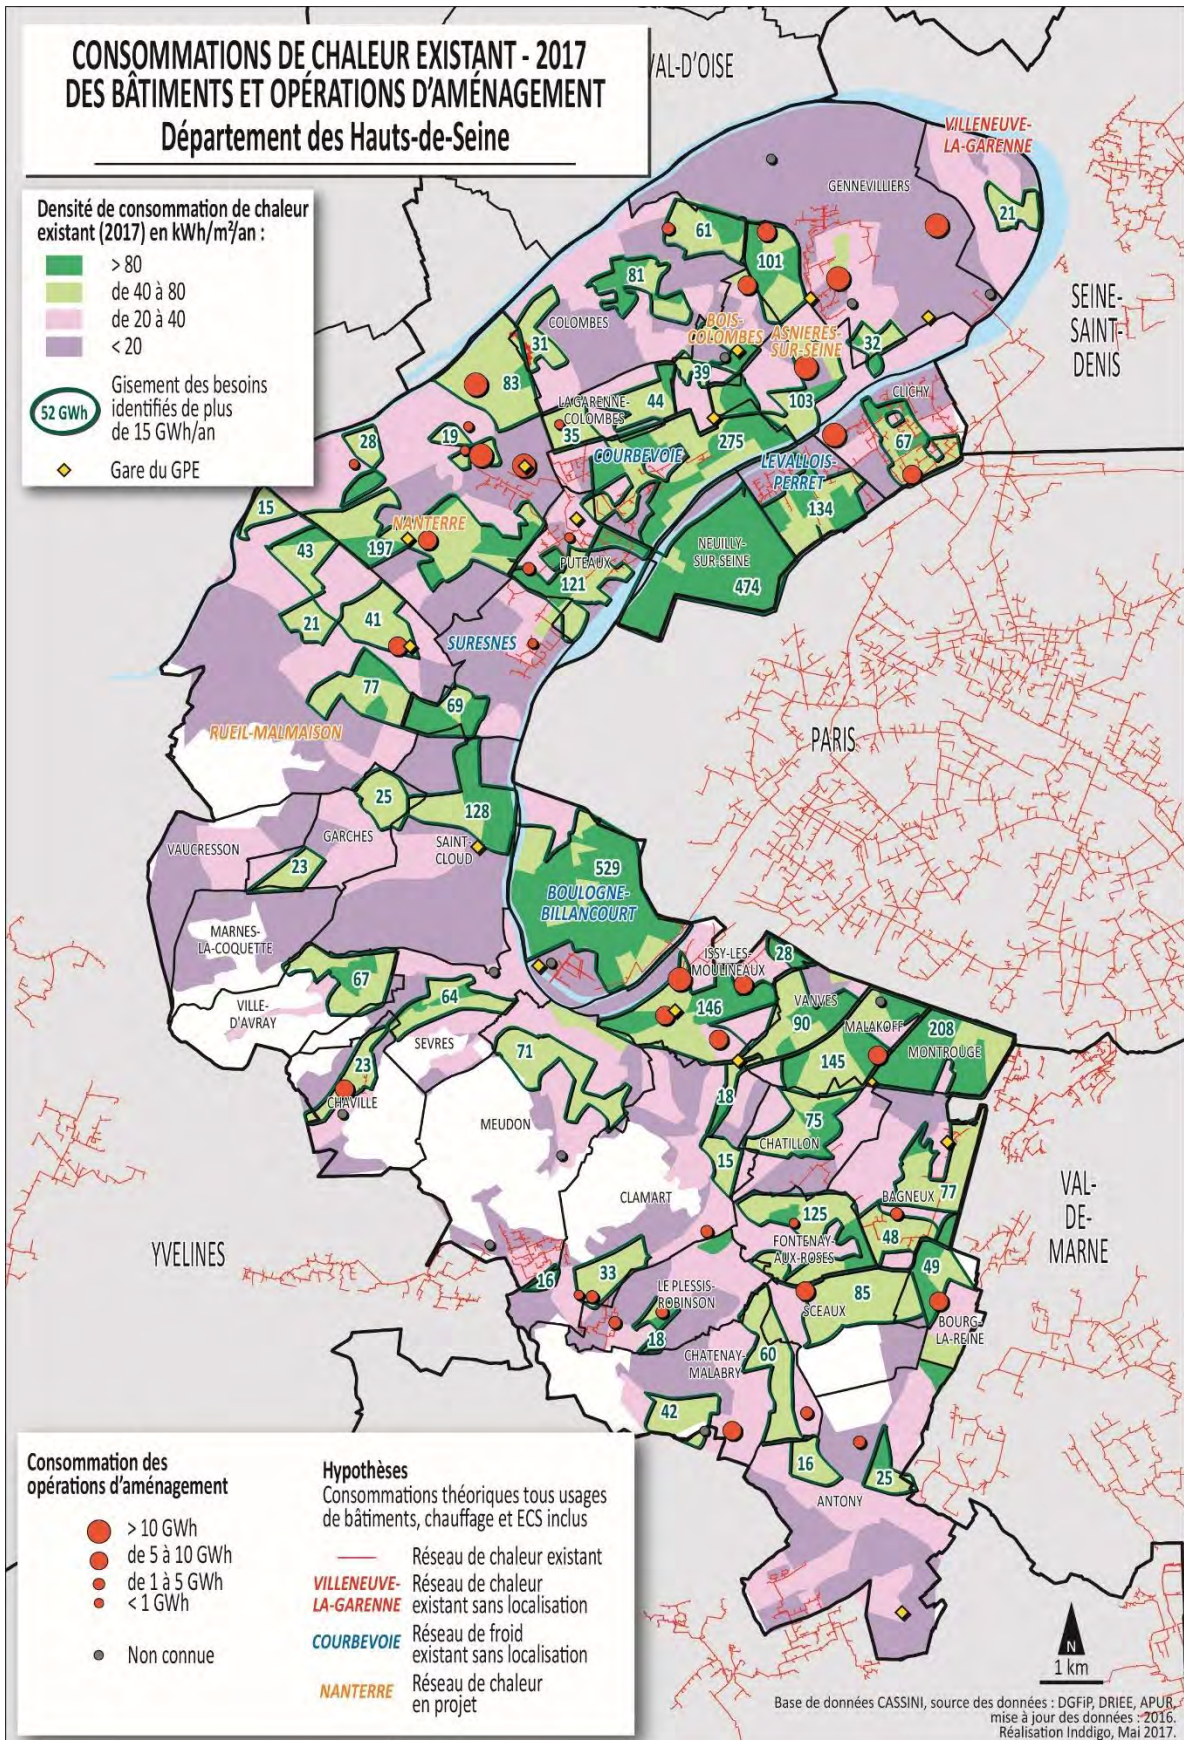 CONSOMMATIONS DE CHALEUR EXISTANT - 2017
DES BÂTIMENTS ET OPÉRATIONS D'AMÉNAGEMENT
Département des Hauts-de-Seine
VAL-D'OISE
Densité de consommation de chaleur
existant (2017) en kWh/m²/an :
> 80
de 40 à 80
de 20 à 40
< 20
52 GWh
Gisement des besoins
identifiés de plus
de 15 GWh/an
Gare du GPE
VILLENEUVE-
LA-GARENNE
GENNEVILLIERS
21
61
101
81
SEINE-
SAINT-
DENIS
COLOMBES
BOIS-
COLOMBES
ASNIERES-
SUR-SEINE
31
32
39
83
CLICHY
LA GARENNE-
COLOMBES
44
103
35
275
67
28
19
COURBEVOIE
LEVALLOIS-
PERRET
134
15
NANTERRE
43
197
NEUILLY-
SUR-SEINE
PUTEAUX
121
474
21
41
SURESNES
77
69
RUEIL-MALMAISON
PARIS
25
128
GARCHES
VAUCRESSON
SAINT-
CLOUD
23
529
BOULOGNE-
BILLANCOURT
MARNES-
LA-COQUETTE
ISSY-LES-
MOULINEAUX
28
67
64
VILLE-
D'AVRAY
146
VANVES
90
MALAKOFF
208
MONTROUGE
SEVRES
71
145
23
CHAVILLE
18
MEUDON
75
CHATILLON
15
CLAMART
BAGNEUX
77
VAL-
DE-
MARNE
125
YVELINES
FONTENAY-
AUX-ROSES
48
49
16
33
LE PLESSIS-
ROBINSON
85
SCEAUX
BOURG-
LA-REINE
18
CHATENAY-
MALABRY
60
42
16
25
ANTONY
Consommation des
opérations d'aménagement
> 10 GWh
de 5 à 10 GWh
de 1 à 5 GWh
< 1 GWh
Non connue
Hypothèses
Consommations théoriques tous usages
de bâtiments, chauffage et ECS inclus
Réseau de chaleur existant
VILLENEUVE-
LA-GARENNE
Réseau de chaleur
existant sans localisation
COURBEVOIE
Réseau de froid
existant sans localisation
NANTERRE
Réseau de chaleur
en projet
N
1 km
Base de données CASSINI, source des données : DGFiP, DRIEE, APUR,
mise à jour des données : 2016.
Réalisation Inddigo, Mai 2017.